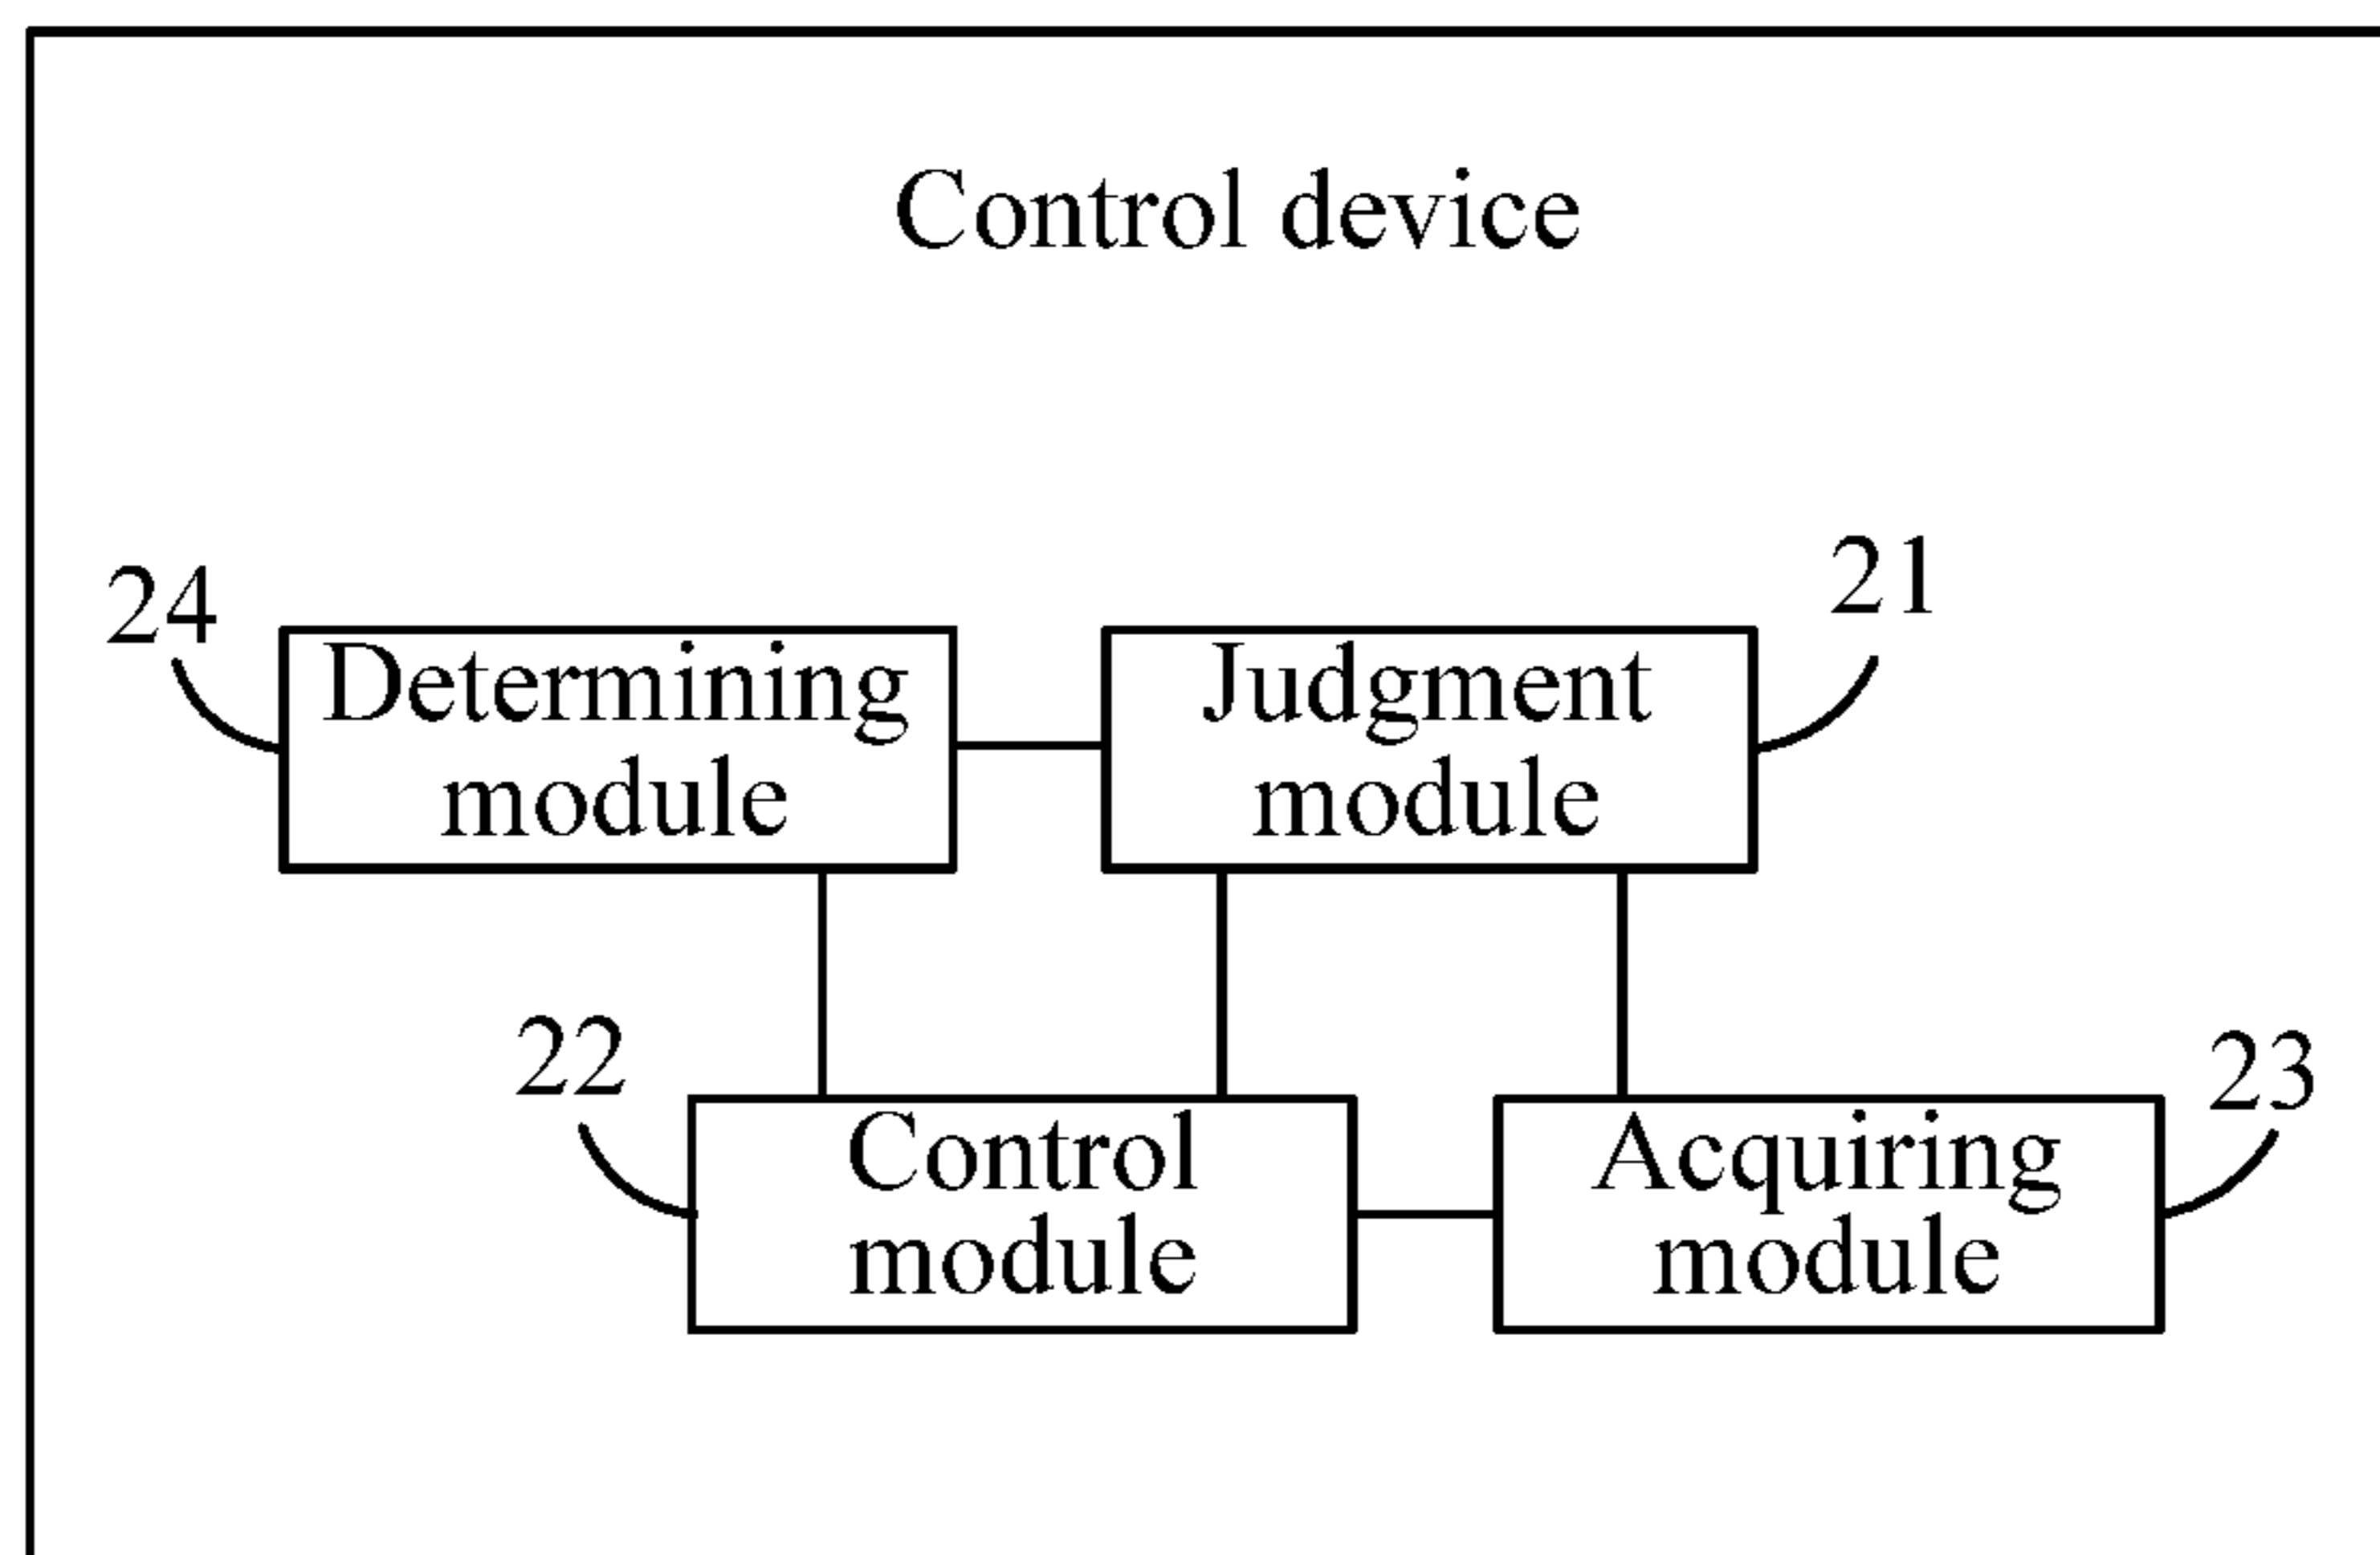 Control device
24
21
Determining
module
Judgment
module
22
23
Control
module
Acquiring
module